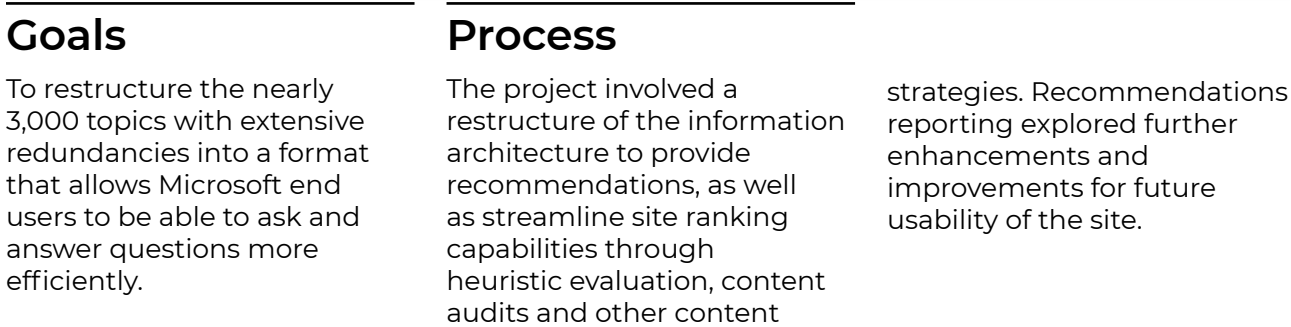 Goals
To restructure the nearly
3,000 topics with extensive
redundancies into a format
that allows Microsoft end
users to be able to ask and
answer questions more
efficiently.
Process
The project involved a
restructure of the information
architecture to provide
recommendations, as well
as streamline site ranking
capabilities through
heuristic evaluation, content
audits and other content
strategies. Recommendations
reporting explored further
enhancements and
improvements for future
usability of the site.